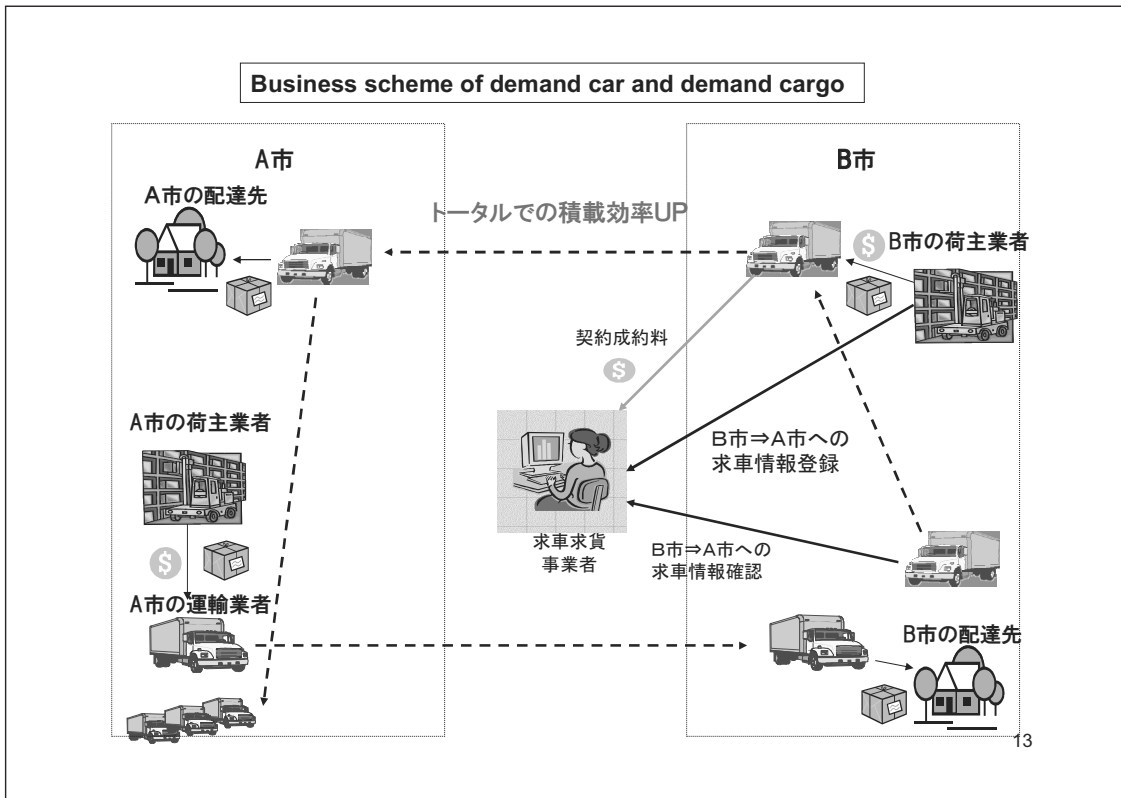 Business scheme of demand car and demand cargo
A市
B市
A市の配達先
トータルでの積載効率UP
$
B市の荷主業者
契約成約料
$
A市の荷主業者
B市⇒A市への
求車情報登録
求車求貨
事業者
B市⇒A市への
求車情報確認
$
A市の運輸業者
B市の配達先
13